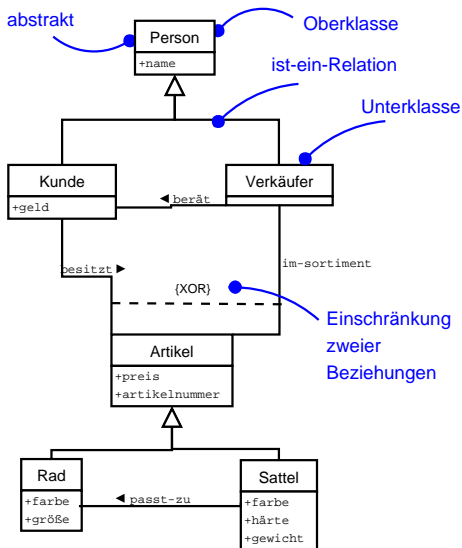 abstrakt
Person
Oberklasse
+name
ist-ein-Relation
Unterklasse
Kunde
Verkäufer
+geld
◄ berät
besitzt ►
im-sortiment
{XOR}
Einschränkung
zweier
Beziehungen
Artikel
+preis
+artikelnummer
Rad
Sattel
+farbe
+größe
◄ passt-zu
+farbe
+härte
+gewicht